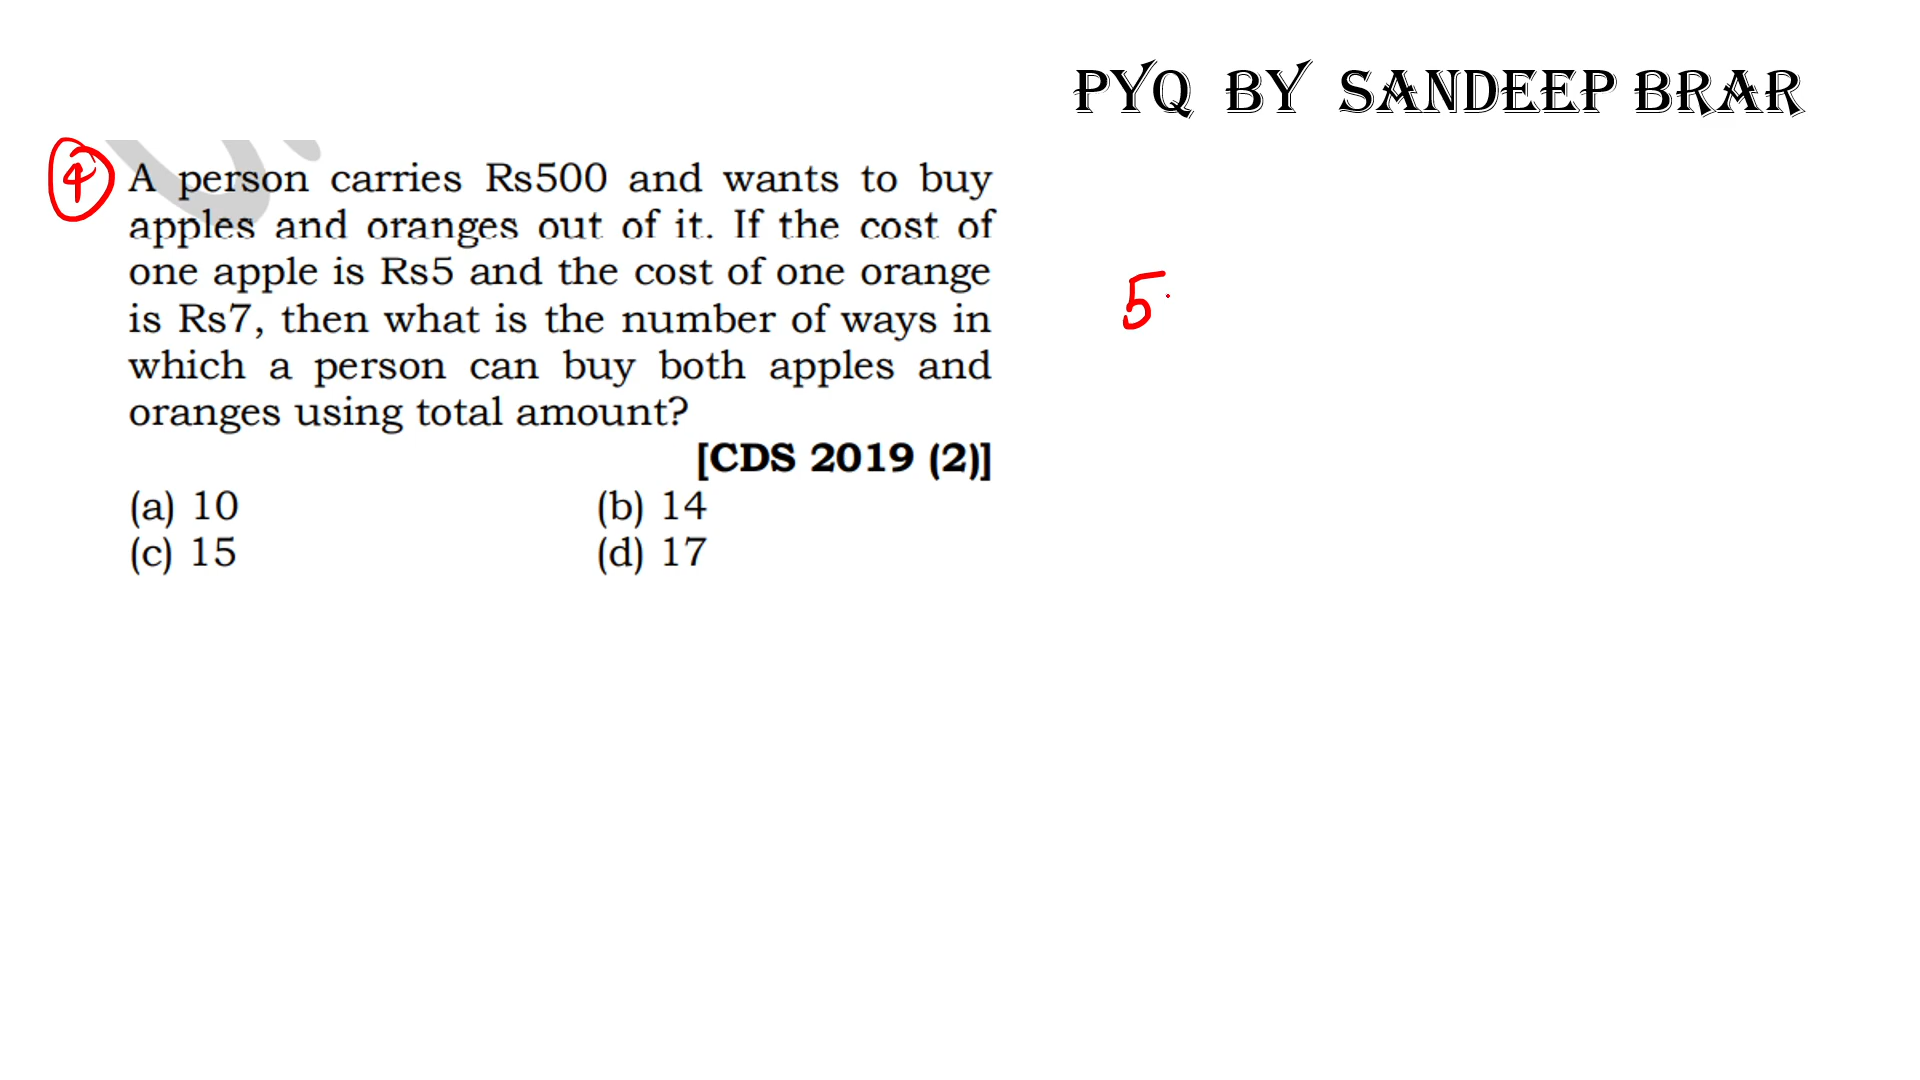 PYQ BY SANDEEP BRAR
4 A person carries Rs500 and wants to buy
apples and oranges out of it. If the cost of
one apple is Rs5 and the cost of one orange
is Rs7, then what is the number of ways in
which a person can buy both apples and
oranges using total amount?
[CDS 2019 (2)]
(a) 10 (b) 14
(c) 15 (d) 17
5